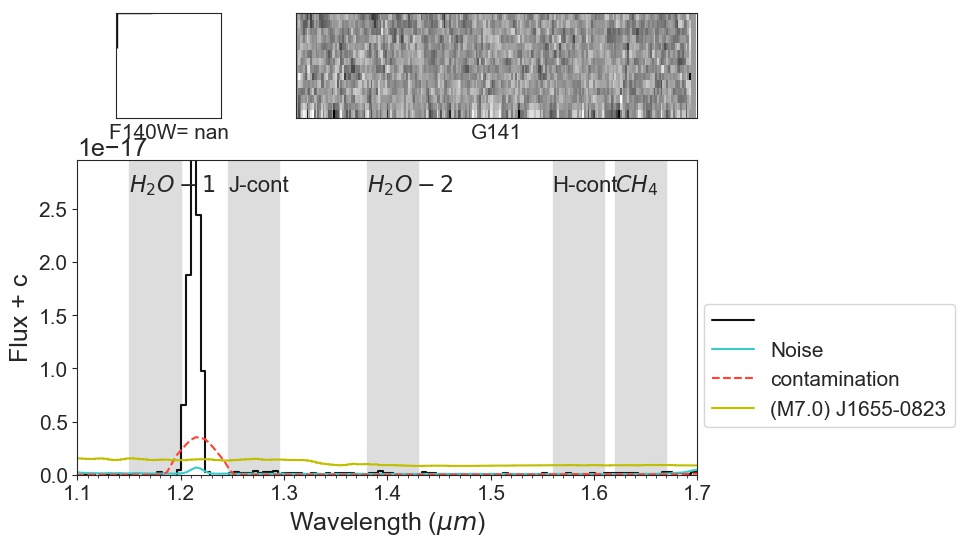 F140W= nan
G141
1e−17
H₂O − 1
J-cont
H₂O − 2
H-cont
CH₄
2.5
2.0
1.5
1.0
0.5
0.0
Flux + c
1.1
1.2
1.3
1.4
1.5
1.6
1.7
Wavelength (μm)
Noise
contamination
(M7.0) J1655-0823